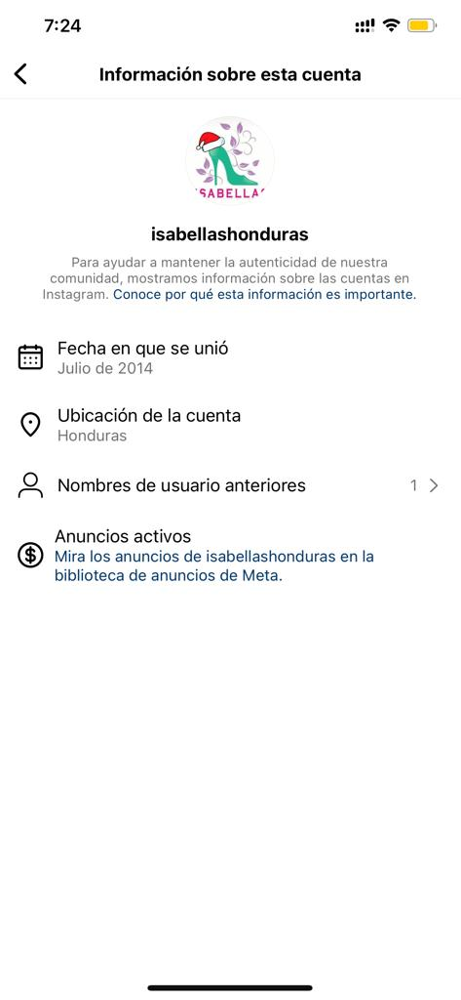 7:24
Información sobre esta cuenta
SABELLA
isabellashonduras
Para ayudar a mantener la autenticidad de nuestra
comunidad, mostramos información sobre las cuentas en
Instagram. Conoce por qué esta información es importante.
Fecha en que se unió
Julio de 2014
Ubicación de la cuenta
Honduras
Nombres de usuario anteriores 1
Anuncios activos
Mira los anuncios de isabellashonduras en la
biblioteca de anuncios de Meta.